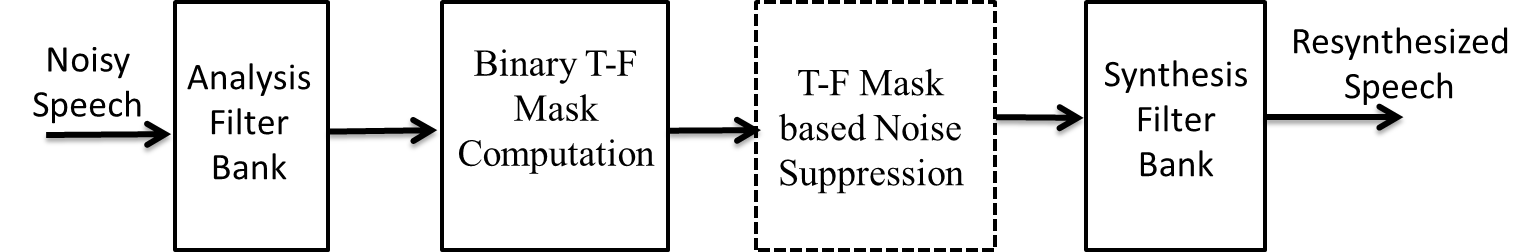 Noisy
Speech
Analysis
Filter
Bank
Binary T-F
Mask
Computation
T-F Mask
based Noise
Suppression
Synthesis
Filter
Bank
Resynthesized
Speech